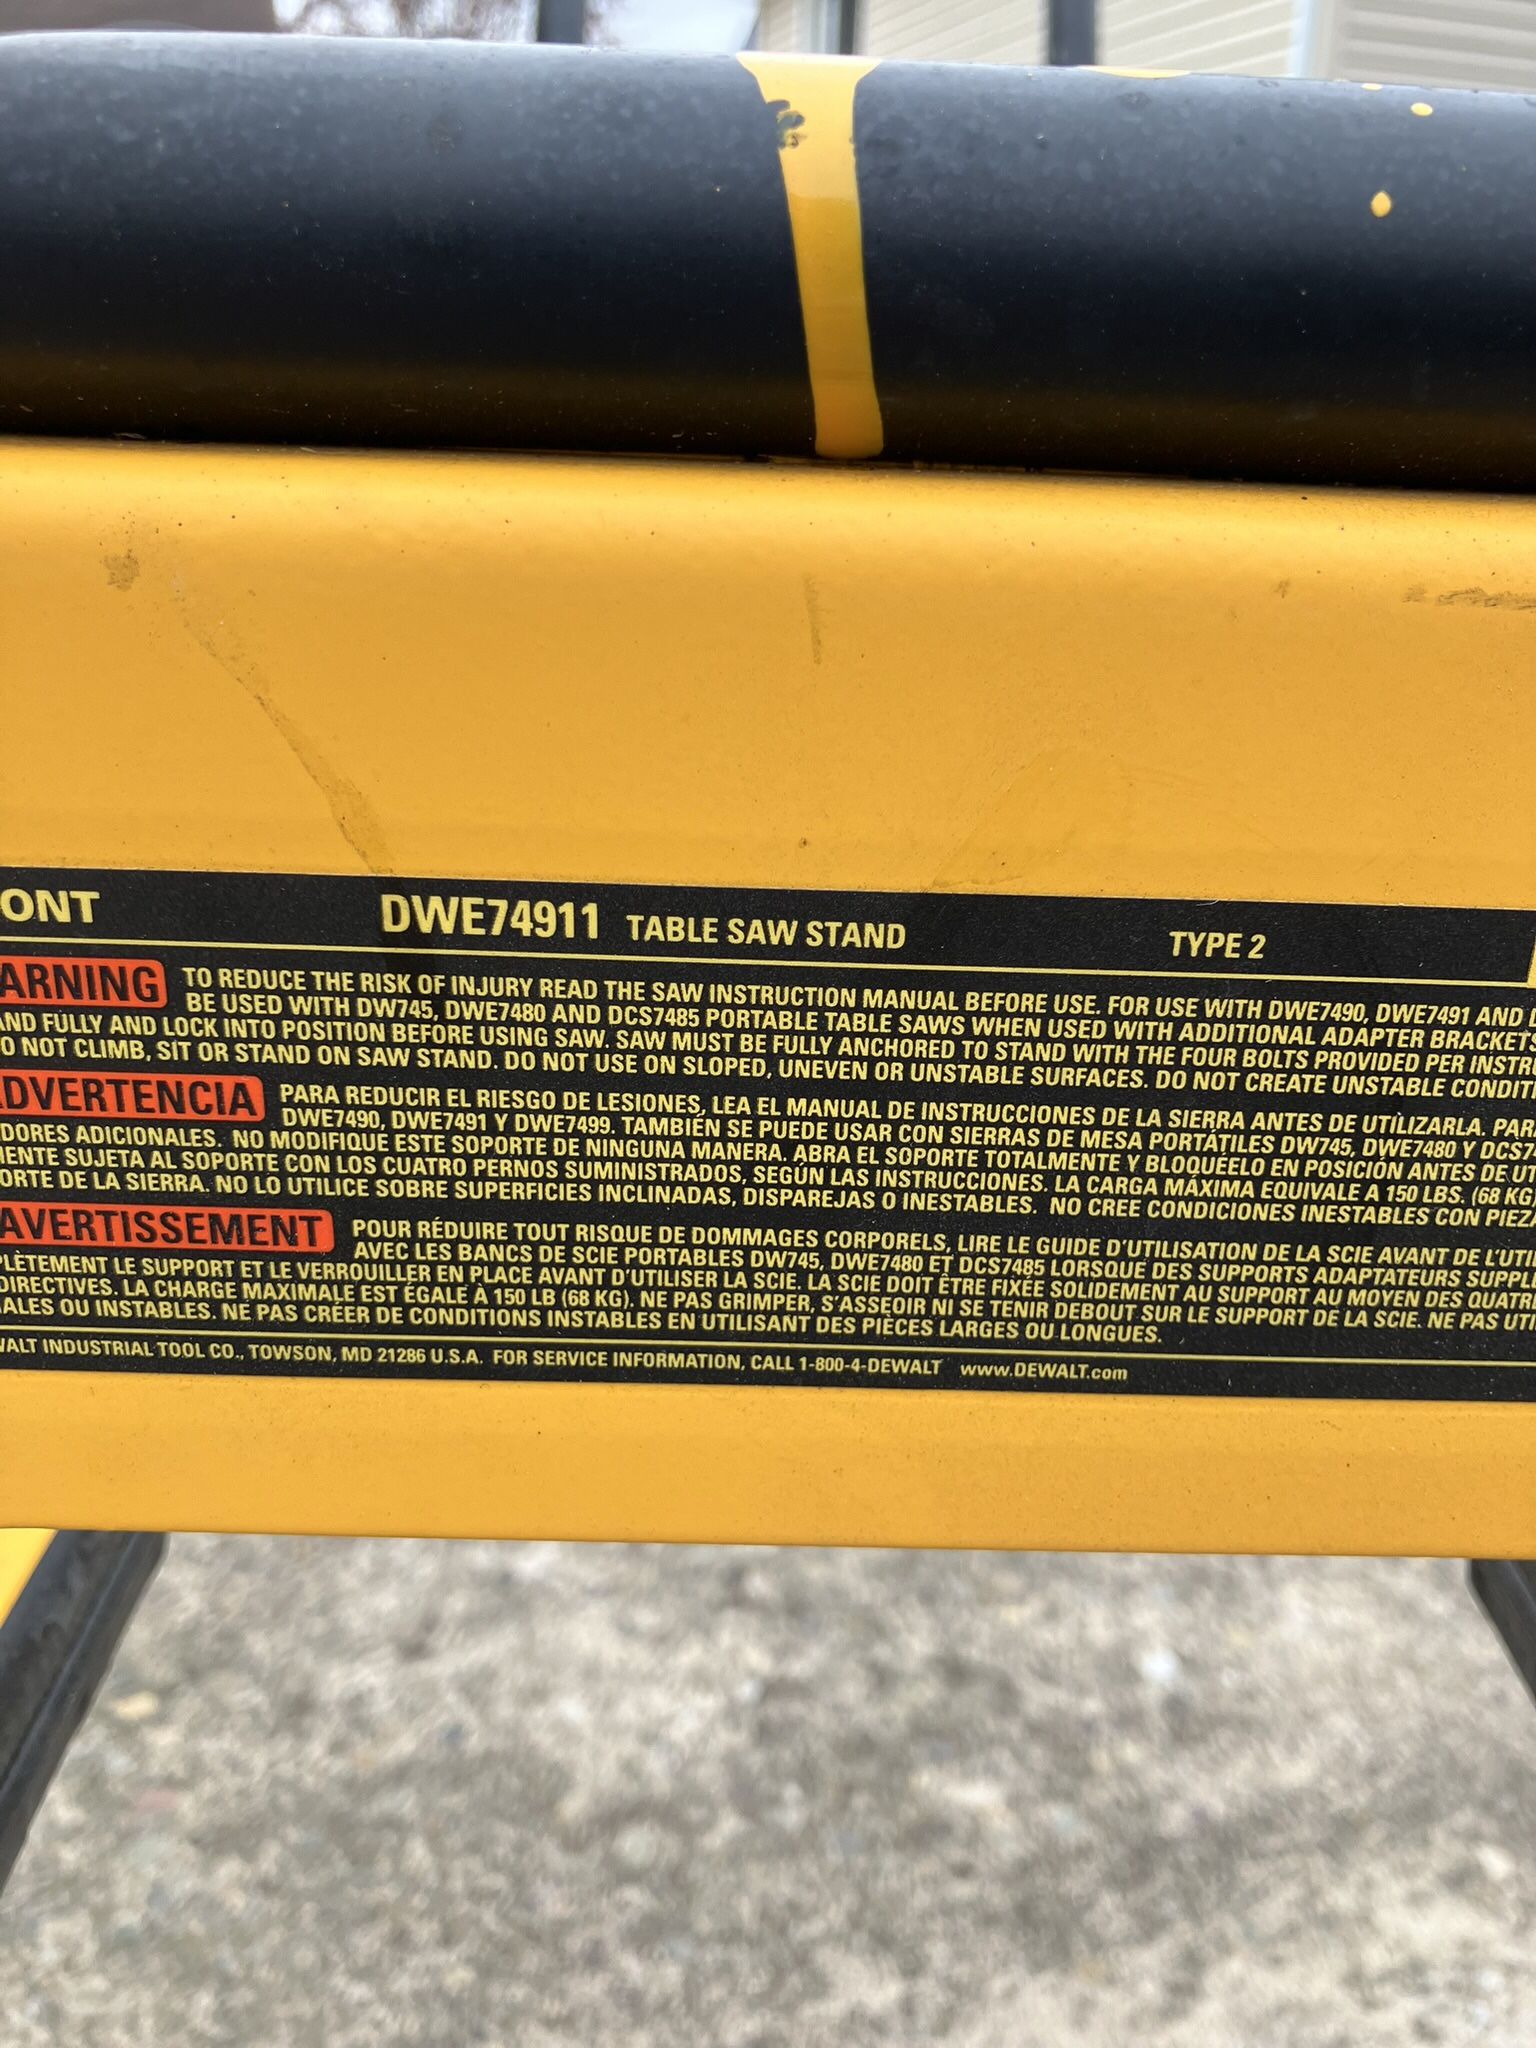 ONT DWE74911 TABLE SAW STAND TYPE 2
ARNING TO REDUCE THE RISK OF INJURY READ THE SAW INSTRUCTION MANUAL BEFORE USE. FOR USE WITH DWE7490, DWE7491 AND D
BE USED WITH DW745, DWE7480 AND DCS7485 PORTABLE TABLE SAWS WHEN USED WITH ADDITIONAL ADAPTER BRACKETS
AND FULLY AND LOCK INTO POSITION BEFORE USING SAW. SAW MUST BE FULLY ANCHORED TO STAND WITH THE FOUR BOLTS PROVIDED PER INSTR
O NOT CLIMB, SIT OR STAND ON SAW STAND. DO NOT USE ON SLOPED, UNEVEN OR UNSTABLE SURFACES. DO NOT CREATE UNSTABLE CONDITI
ADVERTENCIA PARA REDUCIR EL RIESGO DE LESIONES, LEA EL MANUAL DE INSTRUCCIONES DE LA SIERRA ANTES DE UTILIZARLA. PAR
DWE7490, DWE7491 Y DWE7499. TAMBIÉN SE PUEDE USAR CON SIERRAS DE MESA PORTÁTILES DW745, DWE7480 Y DCS74
DORES ADICIONALES. NO MODIFIQUE ESTE SOPORTE DE NINGUNA MANERA. ABRA EL SOPORTE TOTALMENTE Y BLOQUÉELO EN POSICIÓN ANTES DE UT
IENTE SUJETA AL SOPORTE CON LOS CUATRO PERNOS SUMINISTRADOS, SEGÚN LAS INSTRUCCIONES. LA CARGA MÁXIMA EQUIVALE A 150 LBS. (68 KG
ORTE DE LA SIERRA. NO LO UTILICE SOBRE SUPERFICIES INCLINADAS, DISPAREJAS O INESTABLES. NO CREE CONDICIONES INESTABLES CON PIEZA
AVERTISSEMENT POUR RÉDUIRE TOUT RISQUE DE DOMMAGES CORPORELS, LIRE LE GUIDE D'UTILISATION DE LA SCIE AVANT DE L'UTI
AVEC LES BANCS DE SCIE PORTABLES DW745, DWE7480 ET DCS7485 LORSQUE DES SUPPORTS ADAPTATEURS SUPPL
PLÈTEMENT LE SUPPORT ET LE VERROUILLER EN PLACE AVANT D'UTILISER LA SCIE. LA SCIE DOIT ÊTRE FIXÉE SOLIDEMENT AU SUPPORT AU MOYEN DES QUATR
DIRECTIVES. LA CHARGE MAXIMALE EST ÉGALE À 150 LB (68 KG). NE PAS GRIMPER, S'ASSEOIR NI SE TENIR DEBOUT SUR LE SUPPORT DE LA SCIE. NE PAS UTI
ALES OU INSTABLES. NE PAS CRÉER DE CONDITIONS INSTABLES EN UTILISANT DES PIÈCES LARGES OU LONGUES.
WALT INDUSTRIAL TOOL CO., TOWSON, MD 21286 U.S.A. FOR SERVICE INFORMATION, CALL 1-800-4-DEWALT www.DEWALT.com